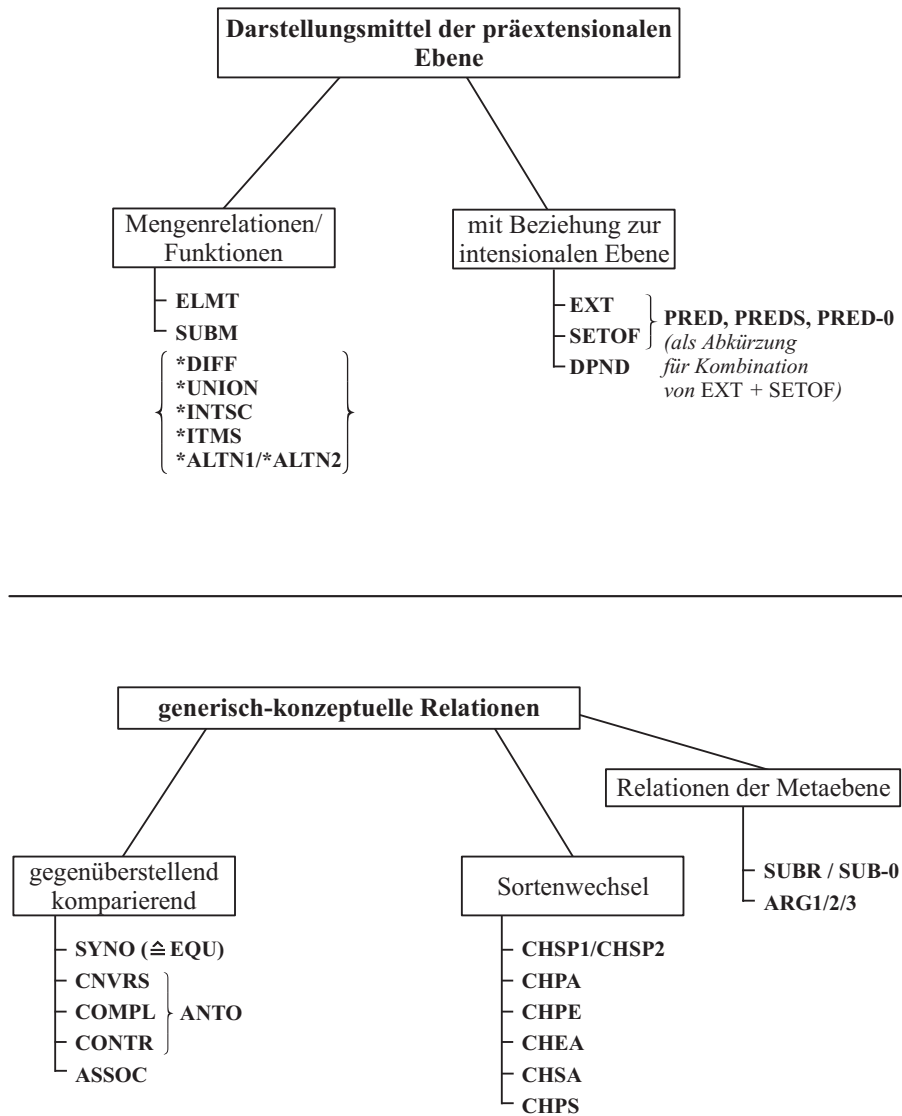 Darstellungsmittel der präextensionalen
Ebene
Mengenrelationen/
Funktionen
ELMT
SUBM
*DIFF
*UNION
*INTSC
*ITMS
*ALTN1/*ALTN2
mit Beziehung zur
intensionalen Ebene
EXT
SETOF
DPND
PRED, PREDS, PRED-0
(als Abkürzung
für Kombination
von EXT + SETOF)
generisch-konzeptuelle Relationen
gegenüberstellend
komparierend
SYNO (≙ EQU)
CNVRS
COMPL
CONTR
ANTO
ASSOC
Sortenwechsel
CHSP1/CHSP2
CHPA
CHPE
CHEA
CHSA
CHPS
Relationen der Metaebene
SUBR / SUB-0
ARG1/2/3